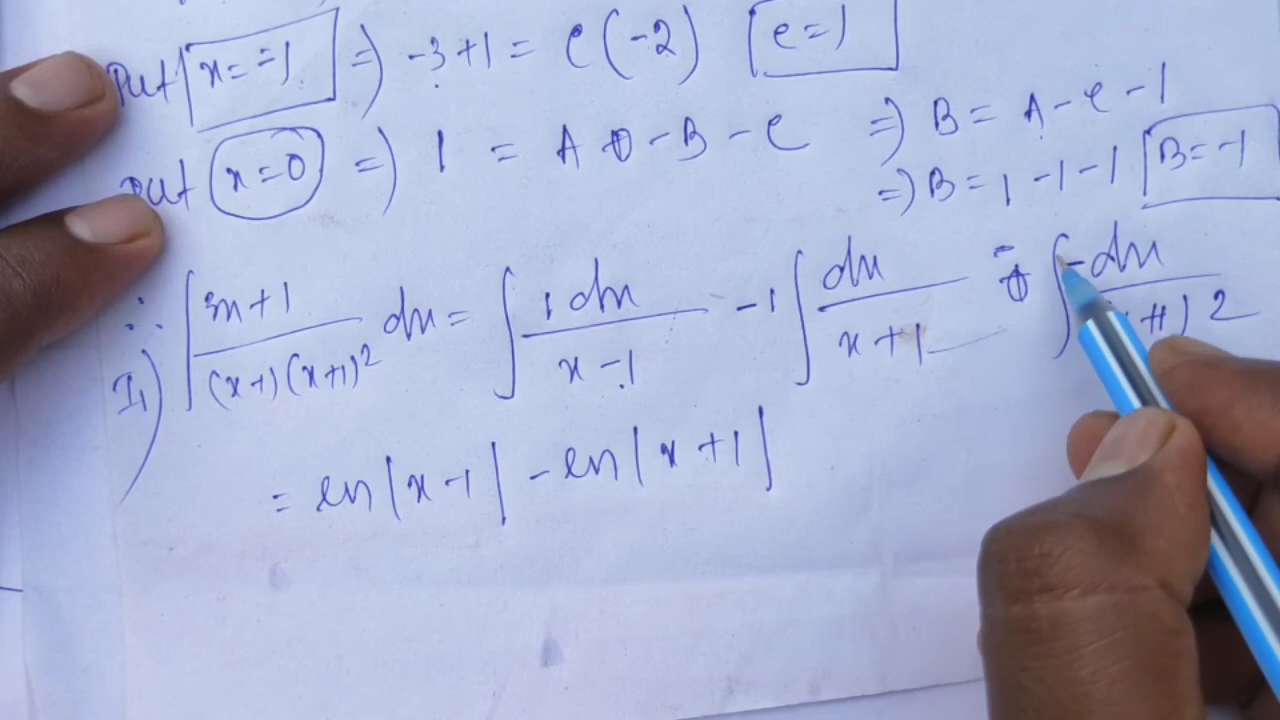 Put x=-1 => -3+1 = c(-2) c=1
put x=0 => 1 = A - B - c => B = A - c - 1
=> B = 1 - 1 - 1 B=-1
∴ I₁) ∫ 3x+1 / (x-1)(x+1)² dx = ∫ 1 dx / x-1 - 1 ∫ dx / x+1 - ∫ -dx / +1)2
= ln|x-1| - ln|x+1|